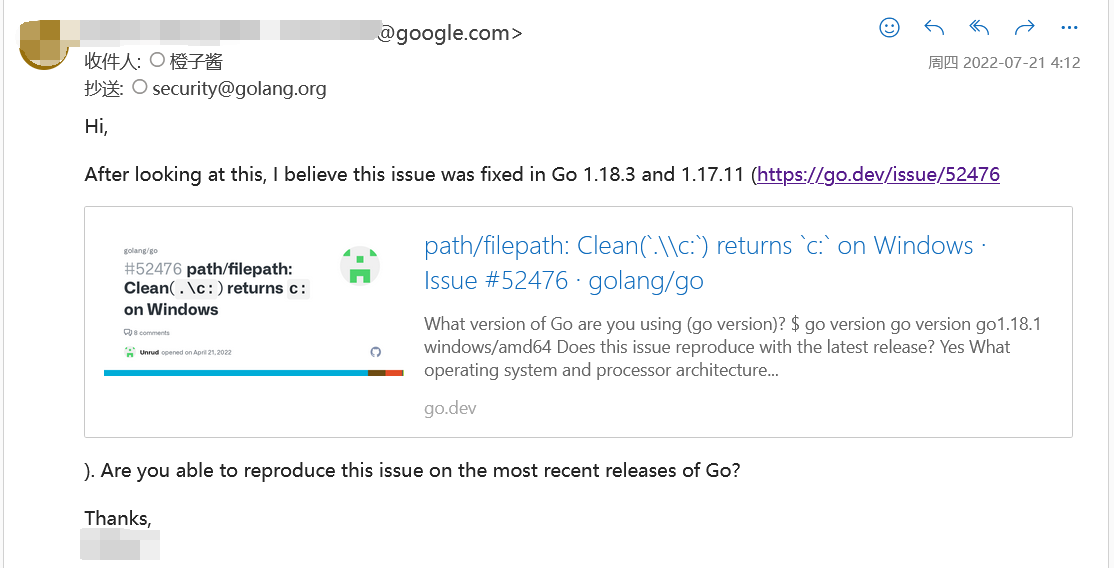 @google.com>
收件人: 橙子酱
周四 2022-07-21 4:12
抄送: security@golang.org
Hi,
After looking at this, I believe this issue was fixed in Go 1.18.3 and 1.17.11 (https://go.dev/issue/52476
golang/go
#52476 path/filepath:
Clean(.\c:) returns c:
on Windows
8 comments
Unrud opened on April 21, 2022
path/filepath: Clean(`.\\c:`) returns `c:` on Windows ·
Issue #52476 · golang/go
What version of Go are you using (go version)? $ go version go version go1.18.1
windows/amd64 Does this issue reproduce with the latest release? Yes What
operating system and processor architecture...
go.dev
). Are you able to reproduce this issue on the most recent releases of Go?
Thanks,